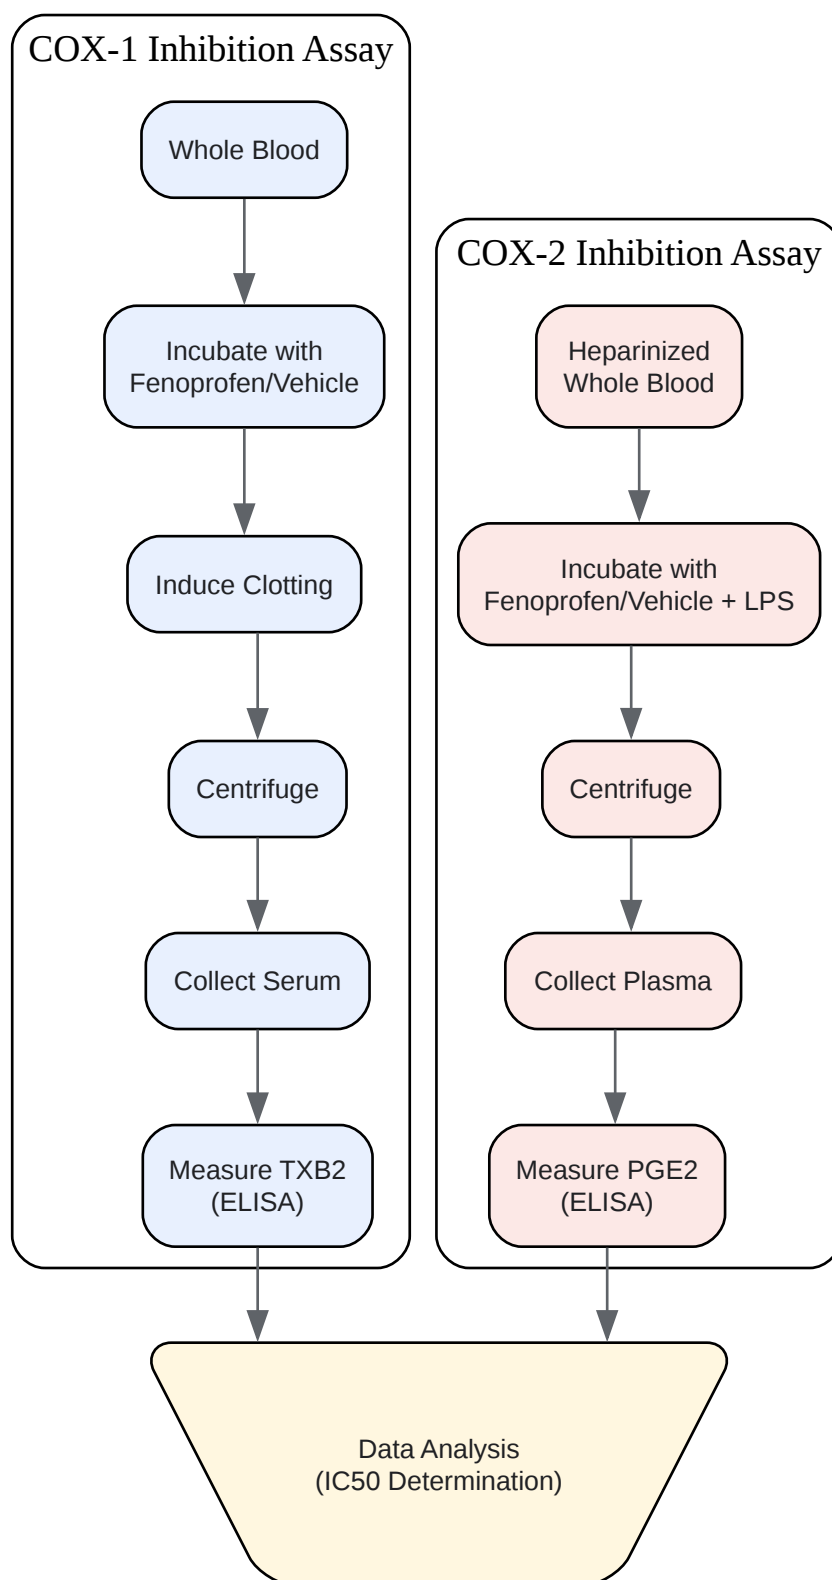 COX-1 Inhibition Assay
Whole Blood
Incubate with
Fenoprofen/Vehicle
Induce Clotting
Centrifuge
Collect Serum
Measure TXB2
(ELISA)
COX-2 Inhibition Assay
Heparinized
Whole Blood
Incubate with
Fenoprofen/Vehicle + LPS
Centrifuge
Collect Plasma
Measure PGE2
(ELISA)
Data Analysis
(IC50 Determination)